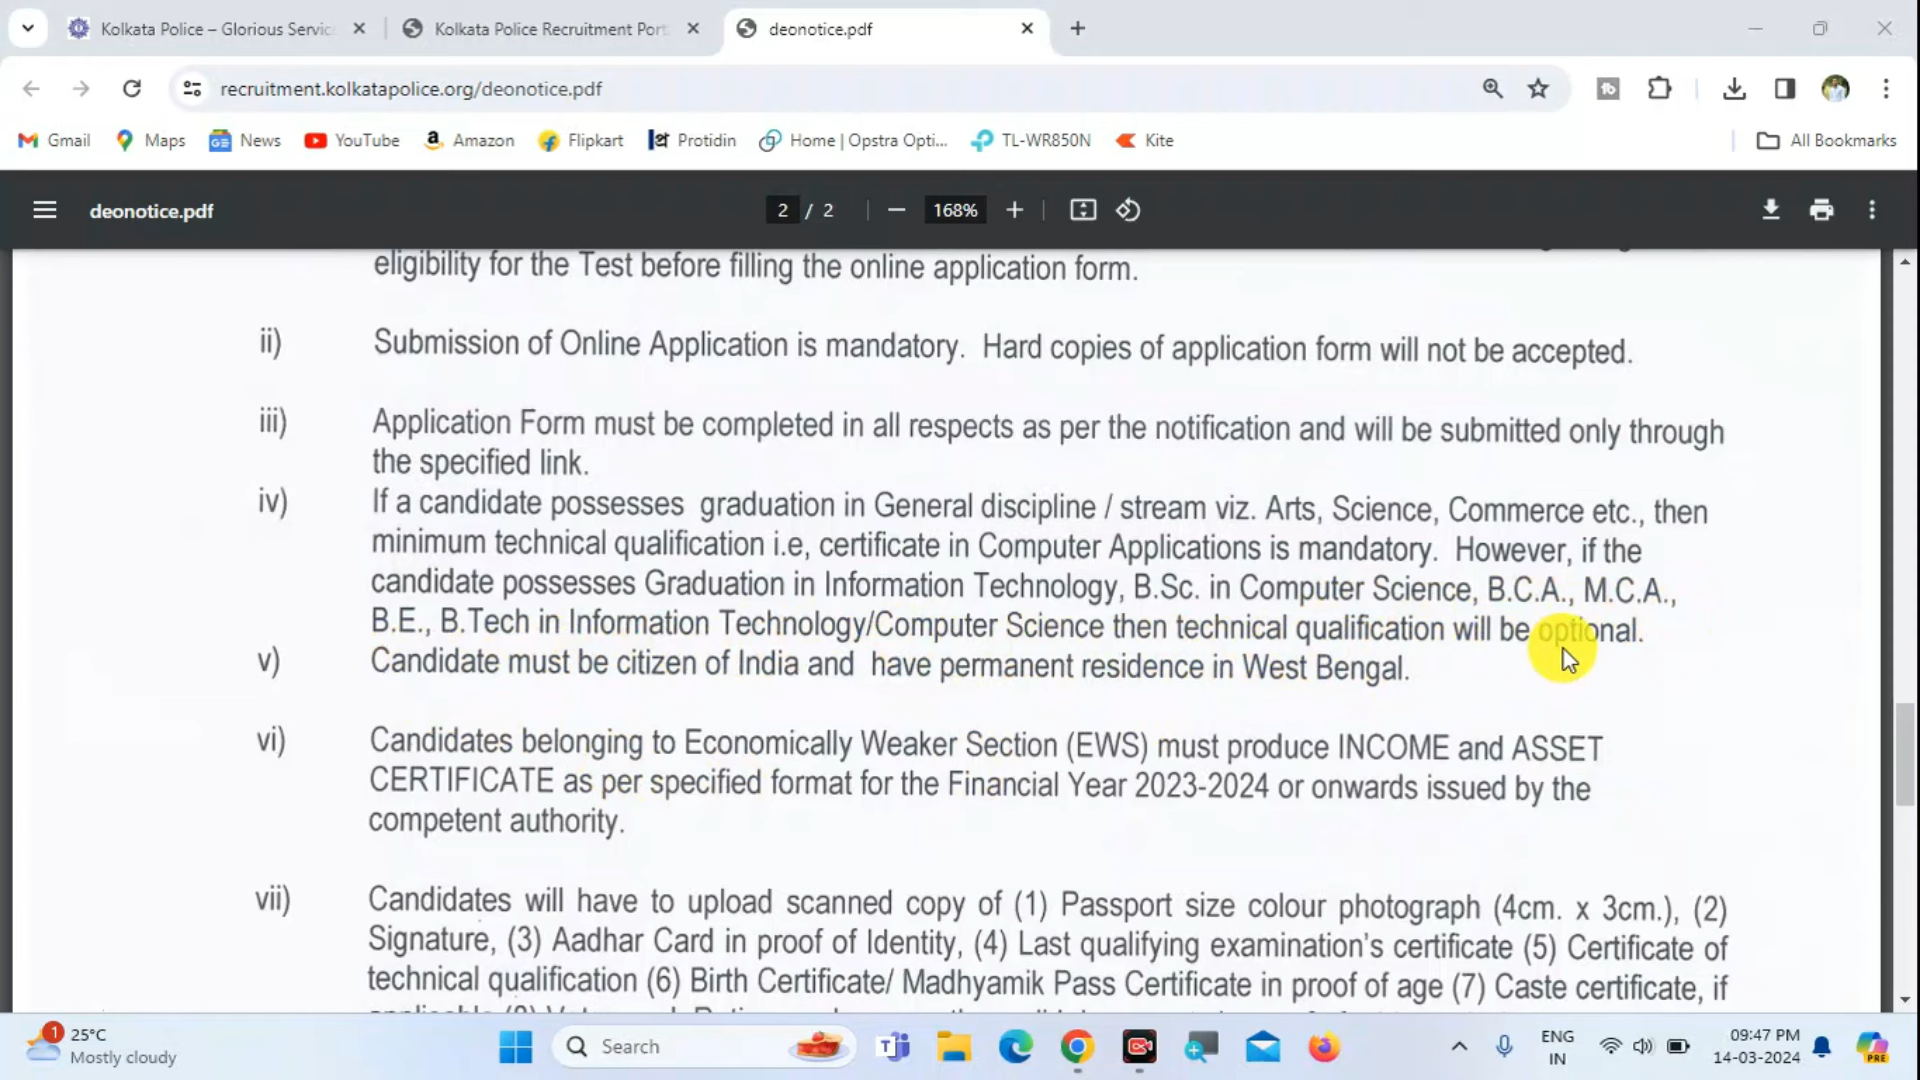 Kolkata Police – Glorious Servic
Kolkata Police Recruitment Port
deonotice.pdf
recruitment.kolkatapolice.org/deonotice.pdf
Gmail
Maps
News
YouTube
Amazon
Flipkart
Protidin
Home | Opstra Opti...
TL-WR850N
Kite
All Bookmarks
deonotice.pdf
2 / 2
168%
eligibility for the Test before filling the online application form.
ii) Submission of Online Application is mandatory. Hard copies of application form will not be accepted.
iii) Application Form must be completed in all respects as per the notification and will be submitted only through
the specified link.
iv) If a candidate possesses graduation in General discipline / stream viz. Arts, Science, Commerce etc., then
minimum technical qualification i.e, certificate in Computer Applications is mandatory. However, if the
candidate possesses Graduation in Information Technology, B.Sc. in Computer Science, B.C.A., M.C.A.,
B.E., B.Tech in Information Technology/Computer Science then technical qualification will be optional.
v) Candidate must be citizen of India and have permanent residence in West Bengal.
vi) Candidates belonging to Economically Weaker Section (EWS) must produce INCOME and ASSET
CERTIFICATE as per specified format for the Financial Year 2023-2024 or onwards issued by the
competent authority.
vii) Candidates will have to upload scanned copy of (1) Passport size colour photograph (4cm. x 3cm.), (2)
Signature, (3) Aadhar Card in proof of Identity, (4) Last qualifying examination's certificate (5) Certificate of
technical qualification (6) Birth Certificate/ Madhyamik Pass Certificate in proof of age (7) Caste certificate, if
1
25°C
Mostly cloudy
Search
ENG
IN
09:47 PM
14-03-2024
PRE